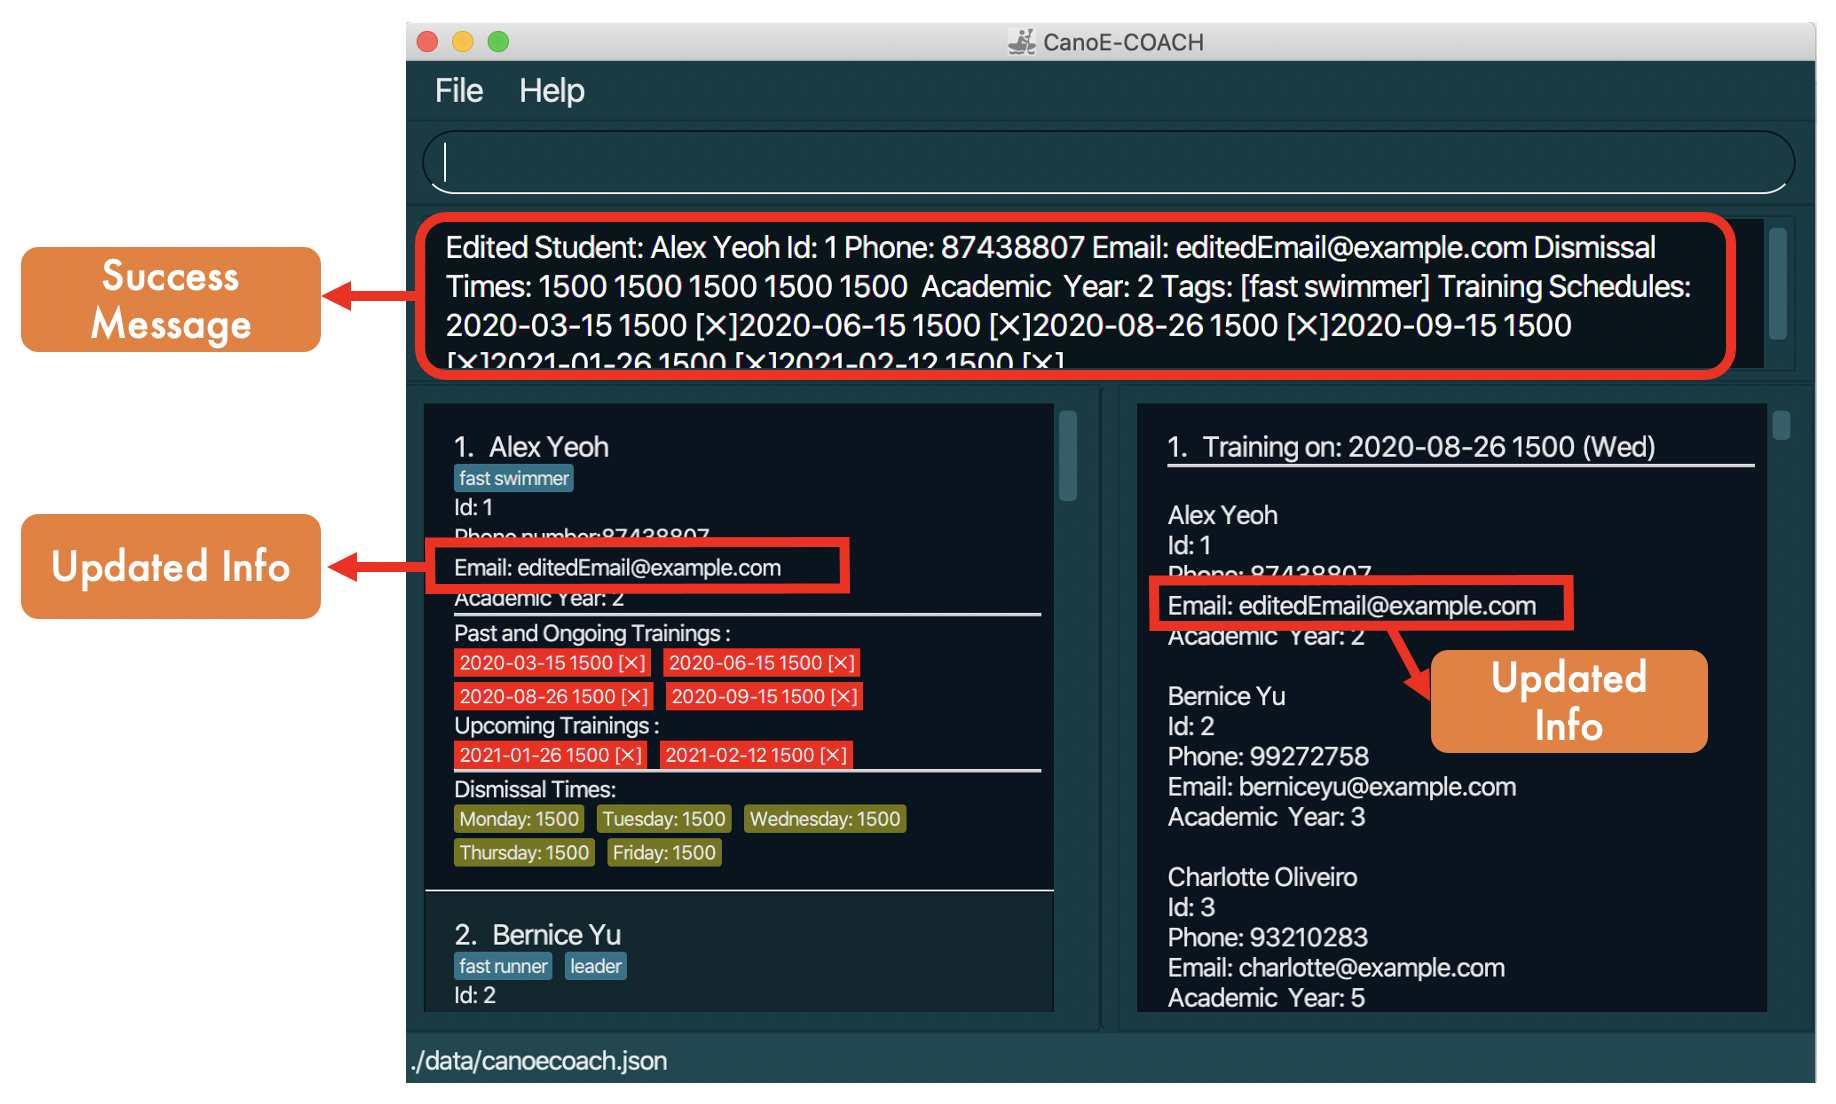 CanoE-COACH
File Help
Success
Message
Edited Student: Alex Yeoh Id: 1 Phone: 87438807 Email: editedEmail@example.com Dismissal
Times: 1500 1500 1500 1500 1500 Academic Year: 2 Tags: [fast swimmer] Training Schedules:
2020-03-15 1500 [✕]2020-06-15 1500 [✕]2020-08-26 1500 [✕]2020-09-15 1500
[✕]2021-01-26 1500 [✕]2021-02-12 1500 [✕]
1. Alex Yeoh
fast swimmer
Id: 1
Phone number:87438807
Updated Info
Email: editedEmail@example.com
Academic Year: 2
Past and Ongoing Trainings :
2020-03-15 1500 [✕] 2020-06-15 1500 [✕]
2020-08-26 1500 [✕] 2020-09-15 1500 [✕]
Upcoming Trainings :
2021-01-26 1500 [✕] 2021-02-12 1500 [✕]
Dismissal Times:
Monday: 1500 Tuesday: 1500 Wednesday: 1500
Thursday: 1500 Friday: 1500
2. Bernice Yu
fast runner leader
Id: 2
1. Training on: 2020-08-26 1500 (Wed)
Alex Yeoh
Id: 1
Phone: 87438807
Email: editedEmail@example.com
Academic Year: 2
Updated
Info
Bernice Yu
Id: 2
Phone: 99272758
Email: berniceyu@example.com
Academic Year: 3
Charlotte Oliveiro
Id: 3
Phone: 93210283
Email: charlotte@example.com
Academic Year: 5
./data/canoecoach.json